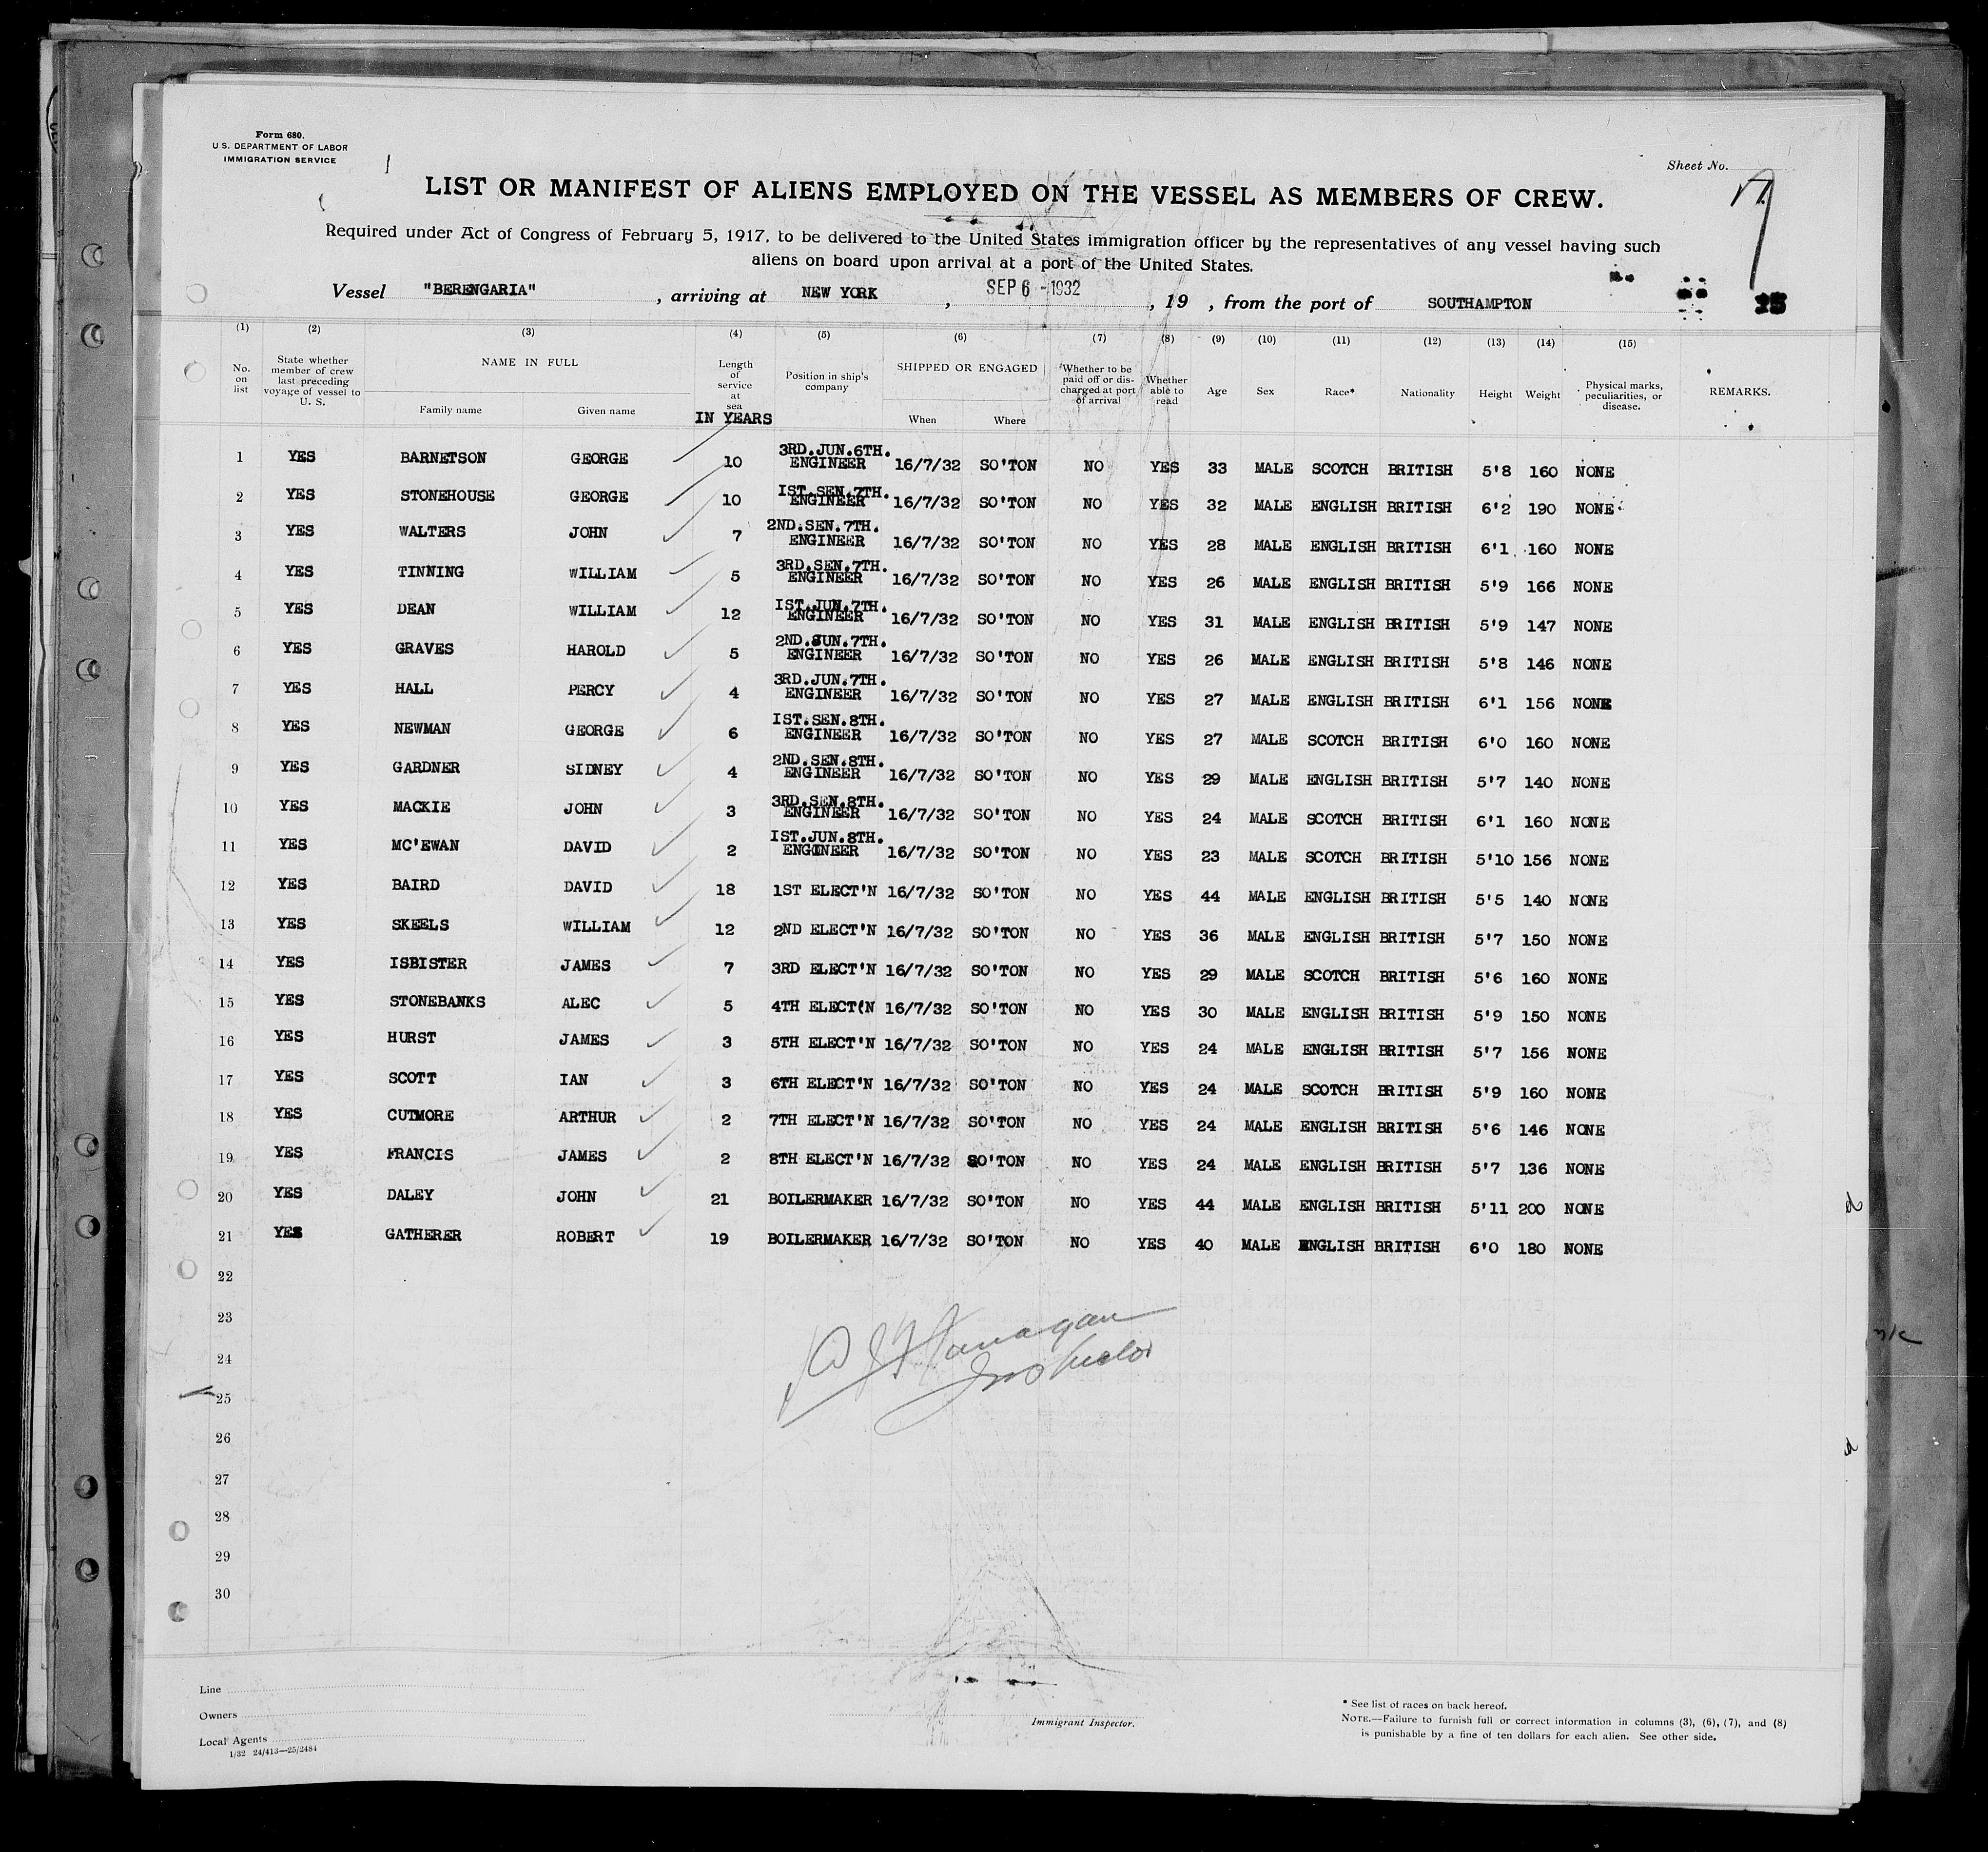 Form 680.
U.S. DEPARTMENT OF LABOR
IMMIGRATION SERVICE
Sheet No.
LIST OR MANIFEST OF ALIENS EMPLOYED ON THE VESSEL AS MEMBERS OF CREW.
Required under Act of Congress of February 5, 1917, to be delivered to the United States immigration officer by the representatives of any vessel having such
aliens on board upon arrival at a port of the United States.
Vessel "BERENGARIA", arriving at NEW YORK, SEP 6 - 1932, 19 , from the port of SOUTHAMPTON
15
(1) (2) (3) (4) (5) (6) (7) (8) (9) (10) (11) (12) (13) (14) (15)
No. on list State whether member of crew last preceding voyage of vessel to U. S. NAME IN FULL Family name Given name Length of service at sea IN YEARS Position in ship's company SHIPPED OR ENGAGED When Where Whether to be paid off or discharged at port of arrival Whether able to read Age Sex Race* Nationality Height Weight Physical marks, peculiarities, or disease. REMARKS.
1 YES BARNETSON GEORGE 10 3RD.JUN.6TH. ENGINEER 16/7/32 SO'TON NO YES 33 MALE SCOTCH BRITISH 5'8 160 NONE
2 YES STONEHOUSE GEORGE 10 IST.SEN.7TH. ENGINEER 16/7/32 SO'TON NO YES 32 MALE ENGLISH BRITISH 6'2 190 NONE
3 YES WALTERS JOHN 7 2ND.SEN.7TH. ENGINEER 16/7/32 SO'TON NO YES 28 MALE ENGLISH BRITISH 6'1 160 NONE
4 YES TINNING WILLIAM 5 3RD.SEN.7TH. ENGINEER 16/7/32 SO'TON NO YES 26 MALE ENGLISH BRITISH 5'9 166 NONE
5 YES DEAN WILLIAM 12 IST.JUN.7TH. ENGINEER 16/7/32 SO'TON NO YES 31 MALE ENGLISH BRITISH 5'9 147 NONE
6 YES GRAVES HAROLD 5 2ND.JUN.7TH. ENGINEER 16/7/32 SO'TON NO YES 26 MALE ENGLISH BRITISH 5'8 146 NONE
7 YES HALL PERCY 4 3RD.JUN.7TH. ENGINEER 16/7/32 SO'TON NO YES 27 MALE ENGLISH BRITISH 6'1 156 NONE
8 YES NEWMAN GEORGE 6 IST.SEN.8TH. ENGINEER 16/7/32 SO'TON NO YES 27 MALE SCOTCH BRITISH 6'0 160 NONE
9 YES GARDNER SIDNEY 4 2ND.SEN.8TH. ENGINEER 16/7/32 SO'TON NO YES 29 MALE ENGLISH BRITISH 5'7 140 NONE
10 YES MACKIE JOHN 3 3RD.SEN.8TH. ENGINEER 16/7/32 SO'TON NO YES 24 MALE SCOTCH BRITISH 6'1 160 NONE
11 YES MC'EWAN DAVID 2 IST.JUN.8TH. ENGINEER 16/7/32 SO'TON NO YES 23 MALE SCOTCH BRITISH 5'10 156 NONE
12 YES BAIRD DAVID 18 1ST ELECT'N 16/7/32 SO'TON NO YES 44 MALE ENGLISH BRITISH 5'5 140 NONE
13 YES SKEELS WILLIAM 12 2ND ELECT'N 16/7/32 SO'TON NO YES 36 MALE ENGLISH BRITISH 5'7 150 NONE
14 YES ISBISTER JAMES 7 3RD ELECT'N 16/7/32 SO'TON NO YES 29 MALE SCOTCH BRITISH 5'6 160 NONE
15 YES STONEBANKS ALEC 5 4TH ELECT(N 16/7/32 SO'TON NO YES 30 MALE ENGLISH BRITISH 5'9 150 NONE
16 YES HURST JAMES 3 5TH ELECT'N 16/7/32 SO'TON NO YES 24 MALE ENGLISH BRITISH 5'7 156 NONE
17 YES SCOTT IAN 3 6TH ELECT'N 16/7/32 SO'TON NO YES 24 MALE SCOTCH BRITISH 5'9 160 NONE
18 YES CUTMORE ARTHUR 2 7TH ELECT'N 16/7/32 SO'TON NO YES 24 MALE ENGLISH BRITISH 5'6 146 NONE
19 YES FRANCIS JAMES 2 8TH ELECT'N 16/7/32 SO'TON NO YES 24 MALE ENGLISH BRITISH 5'7 136 NONE
20 YES DALEY JOHN 21 BOILERMAKER 16/7/32 SO'TON NO YES 44 MALE ENGLISH BRITISH 5'11 200 NONE
21 YES GATHERER ROBERT 19 BOILERMAKER 16/7/32 SO'TON NO YES 40 MALE ENGLISH BRITISH 6'0 180 NONE
22
23
24
25
26
27
28
29
30
Flanagan
Inspector
Line
Owners
Local Agents
1/32 24/413—25/2484
Immigrant Inspector.
* See list of races on back hereof.
NOTE.—Failure to furnish full or correct information in columns (3), (6), (7), and (8)
is punishable by a fine of ten dollars for each alien. See other side.